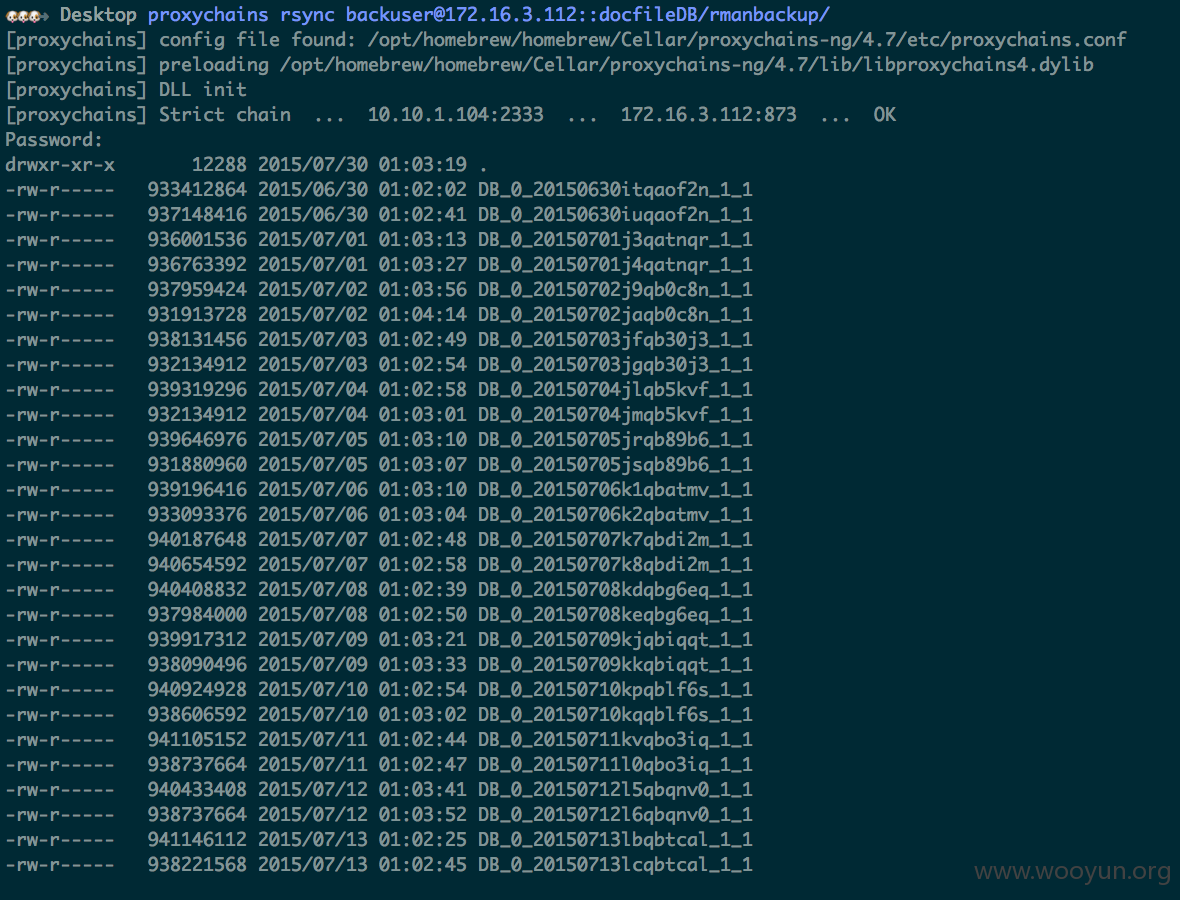 Desktop proxychains rsync backuser@172.16.3.112::docfileDB/rmanbackup/
[proxychains] config file found: /opt/homebrew/homebrew/Cellar/proxychains-ng/4.7/etc/proxychains.conf
[proxychains] preloading /opt/homebrew/homebrew/Cellar/proxychains-ng/4.7/lib/libproxychains4.dylib
[proxychains] DLL init
[proxychains] Strict chain  ...  10.10.1.104:2333  ...  172.16.3.112:873  ...  OK
Password:
drwxr-xr-x       12288 2015/07/30 01:03:19 .
-rw-r-----   933412864 2015/06/30 01:02:02 DB_0_20150630itqaof2n_1_1
-rw-r-----   937148416 2015/06/30 01:02:41 DB_0_20150630iuqaof2n_1_1
-rw-r-----   936001536 2015/07/01 01:03:13 DB_0_20150701j3qatnqr_1_1
-rw-r-----   936763392 2015/07/01 01:03:27 DB_0_20150701j4qatnqr_1_1
-rw-r-----   937959424 2015/07/02 01:03:56 DB_0_20150702j9qb0c8n_1_1
-rw-r-----   931913728 2015/07/02 01:04:14 DB_0_20150702jaqb0c8n_1_1
-rw-r-----   938131456 2015/07/03 01:02:49 DB_0_20150703jfqb30j3_1_1
-rw-r-----   932134912 2015/07/03 01:02:54 DB_0_20150703jgqb30j3_1_1
-rw-r-----   939319296 2015/07/04 01:02:58 DB_0_20150704jlqb5kvf_1_1
-rw-r-----   932134912 2015/07/04 01:03:01 DB_0_20150704jmqb5kvf_1_1
-rw-r-----   939646976 2015/07/05 01:03:10 DB_0_20150705jrqb89b6_1_1
-rw-r-----   931880960 2015/07/05 01:03:07 DB_0_20150705jsqb89b6_1_1
-rw-r-----   939196416 2015/07/06 01:03:10 DB_0_20150706k1qbatmv_1_1
-rw-r-----   933093376 2015/07/06 01:03:04 DB_0_20150706k2qbatmv_1_1
-rw-r-----   940187648 2015/07/07 01:02:48 DB_0_20150707k7qbdi2m_1_1
-rw-r-----   940654592 2015/07/07 01:02:58 DB_0_20150707k8qbdi2m_1_1
-rw-r-----   940408832 2015/07/08 01:02:39 DB_0_20150708kdqbg6eq_1_1
-rw-r-----   937984000 2015/07/08 01:02:50 DB_0_20150708keqbg6eq_1_1
-rw-r-----   939917312 2015/07/09 01:03:21 DB_0_20150709kjqbiqqt_1_1
-rw-r-----   938090496 2015/07/09 01:03:33 DB_0_20150709kkqbiqqt_1_1
-rw-r-----   940924928 2015/07/10 01:02:54 DB_0_20150710kpqblf6s_1_1
-rw-r-----   938606592 2015/07/10 01:03:02 DB_0_20150710kqqblf6s_1_1
-rw-r-----   941105152 2015/07/11 01:02:44 DB_0_20150711kvqbo3iq_1_1
-rw-r-----   938737664 2015/07/11 01:02:47 DB_0_20150711l0qbo3iq_1_1
-rw-r-----   940433408 2015/07/12 01:03:41 DB_0_20150712l5qbqnv0_1_1
-rw-r-----   938737664 2015/07/12 01:03:52 DB_0_20150712l6qbqnv0_1_1
-rw-r-----   941146112 2015/07/13 01:02:25 DB_0_20150713lbqbtcal_1_1
-rw-r-----   938221568 2015/07/13 01:02:45 DB_0_20150713lcqbtcal_1_1
www.wooyun.org